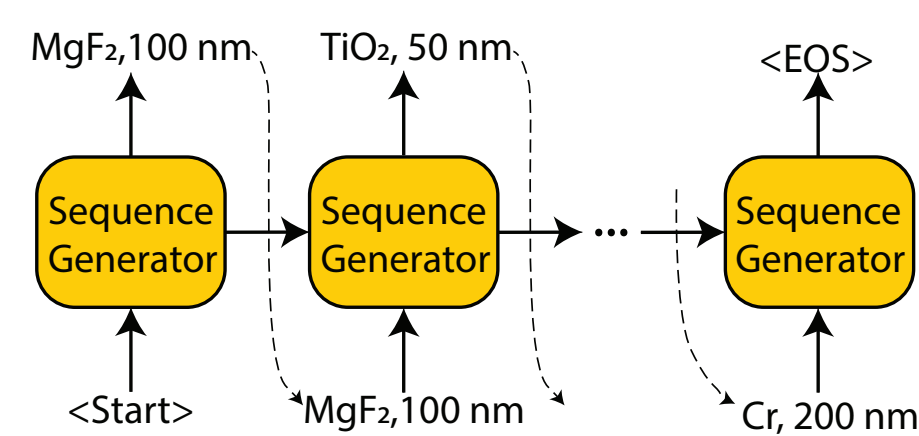 MgF₂,100 nm
TiO₂, 50 nm
<EOS>
Sequence
Generator
Sequence
Generator
...
Sequence
Generator
<Start>
MgF₂,100 nm
Cr, 200 nm